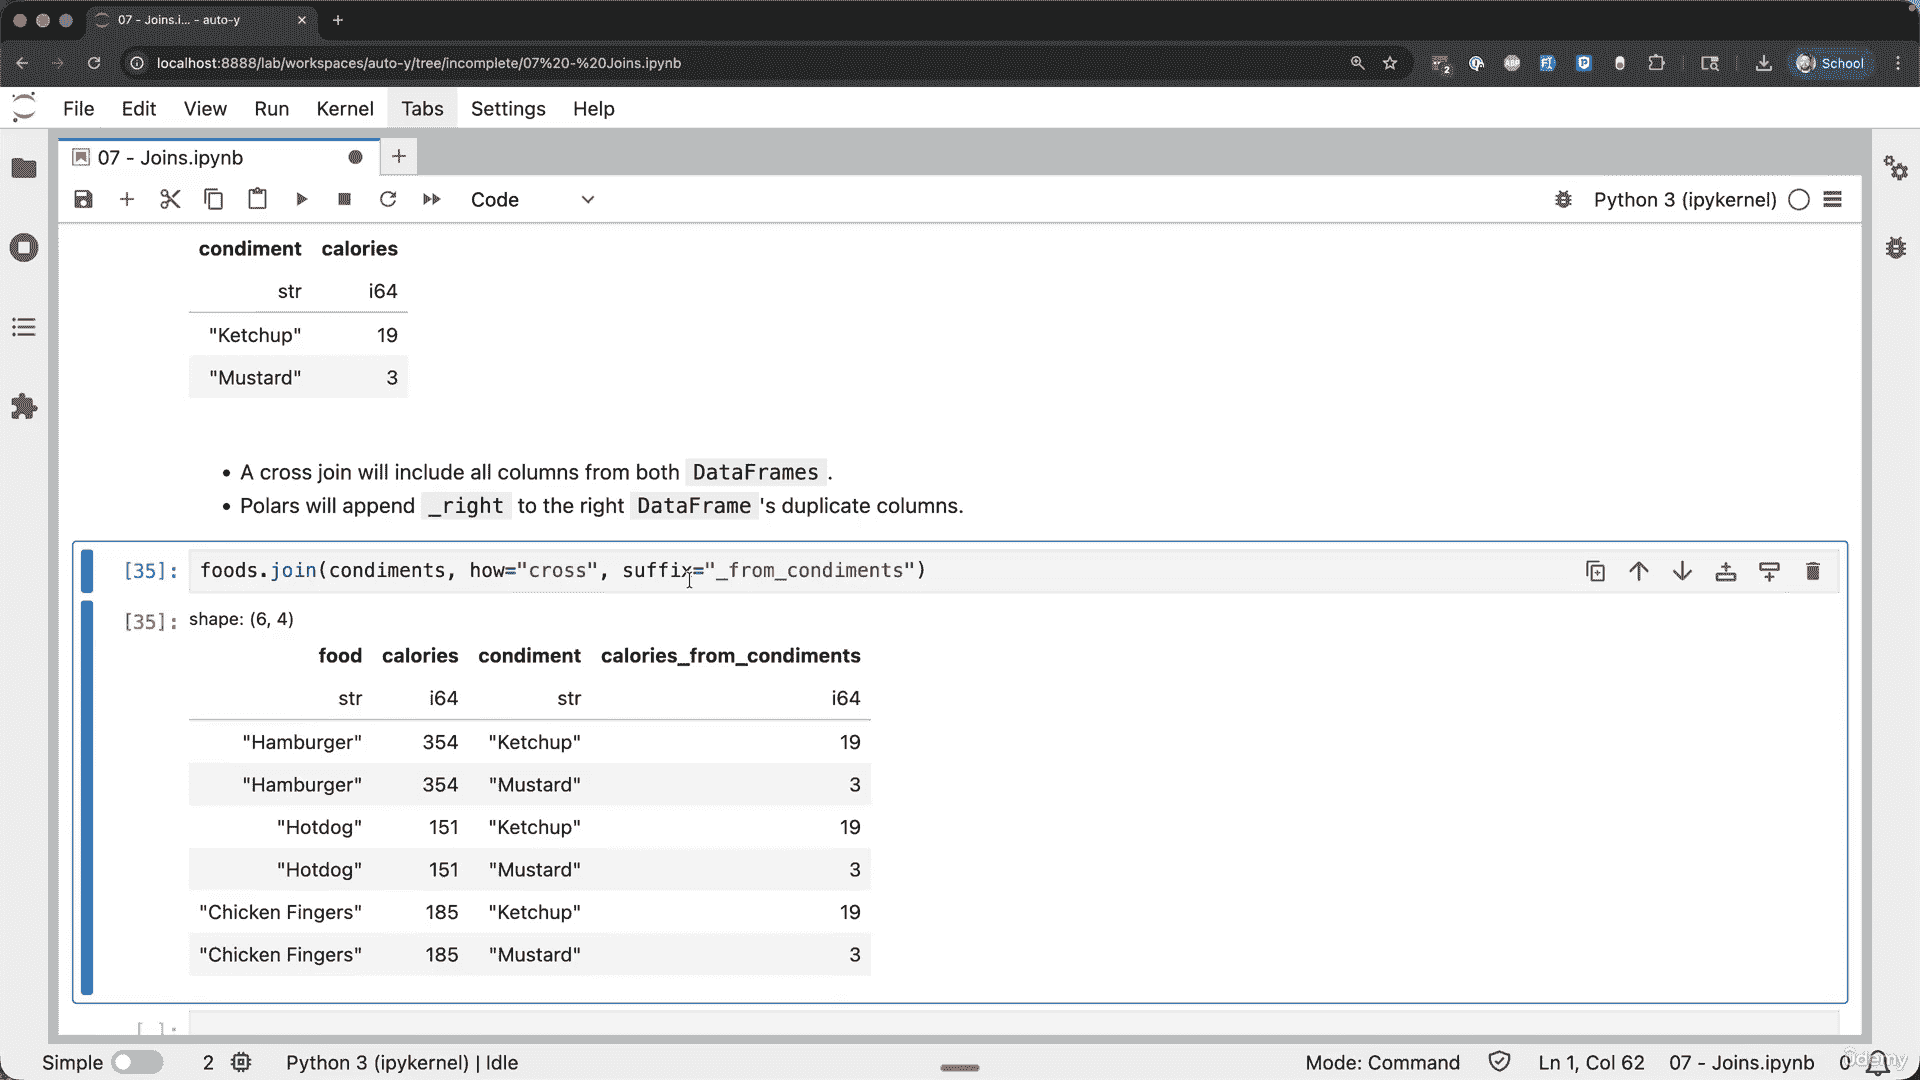 07 - Joins.i... - auto-y
localhost:8888/lab/workspaces/auto-y/tree/incomplete/07%20-%20Joins.ipynb
2
ABP
School
File Edit View Run Kernel Tabs Settings Help
07 - Joins.ipynb
Code
Python 3 (ipykernel)
condiment calories
str i64
"Ketchup" 19
"Mustard" 3
• A cross join will include all columns from both DataFrames .
• Polars will append _right to the right DataFrame 's duplicate columns.
[35]: foods.join(condiments, how="cross", suffix="_from_condiments")
[35]: shape: (6, 4)
food calories condiment calories_from_condiments
str i64 str i64
"Hamburger" 354 "Ketchup" 19
"Hamburger" 354 "Mustard" 3
"Hotdog" 151 "Ketchup" 19
"Hotdog" 151 "Mustard" 3
"Chicken Fingers" 185 "Ketchup" 19
"Chicken Fingers" 185 "Mustard" 3
[ ]:
Simple 2 Python 3 (ipykernel) | Idle Mode: Command Ln 1, Col 62 07 - Joins.ipynb 0
Udemy